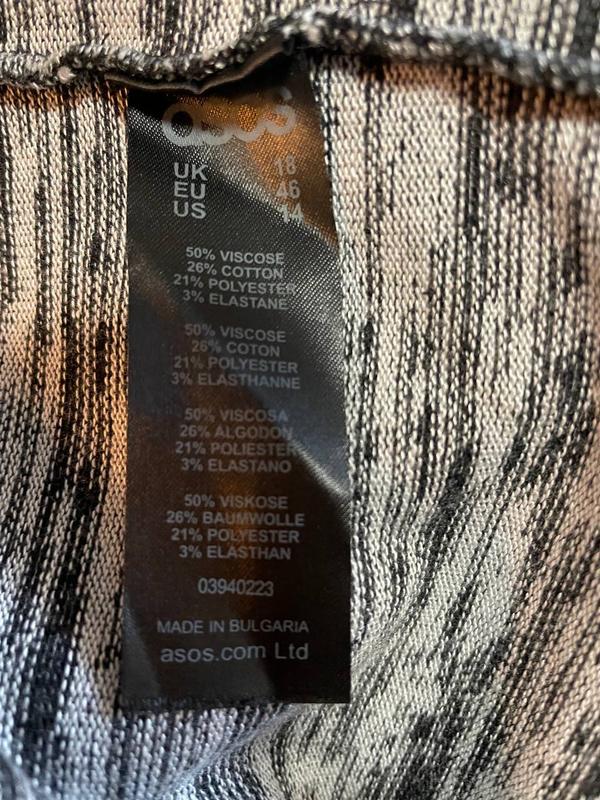 asos
UK 18
EU 46
US 14
50% VISCOSE
26% COTTON
21% POLYESTER
3% ELASTANE
50% VISCOSE
26% COTON
21% POLYESTER
3% ELASTHANNE
50% VISCOSA
26% ALGODON
21% POLIESTER
3% ELASTANO
50% VISKOSE
26% BAUMWOLLE
21% POLYESTER
3% ELASTHAN
03940223
MADE IN BULGARIA
asos.com Ltd